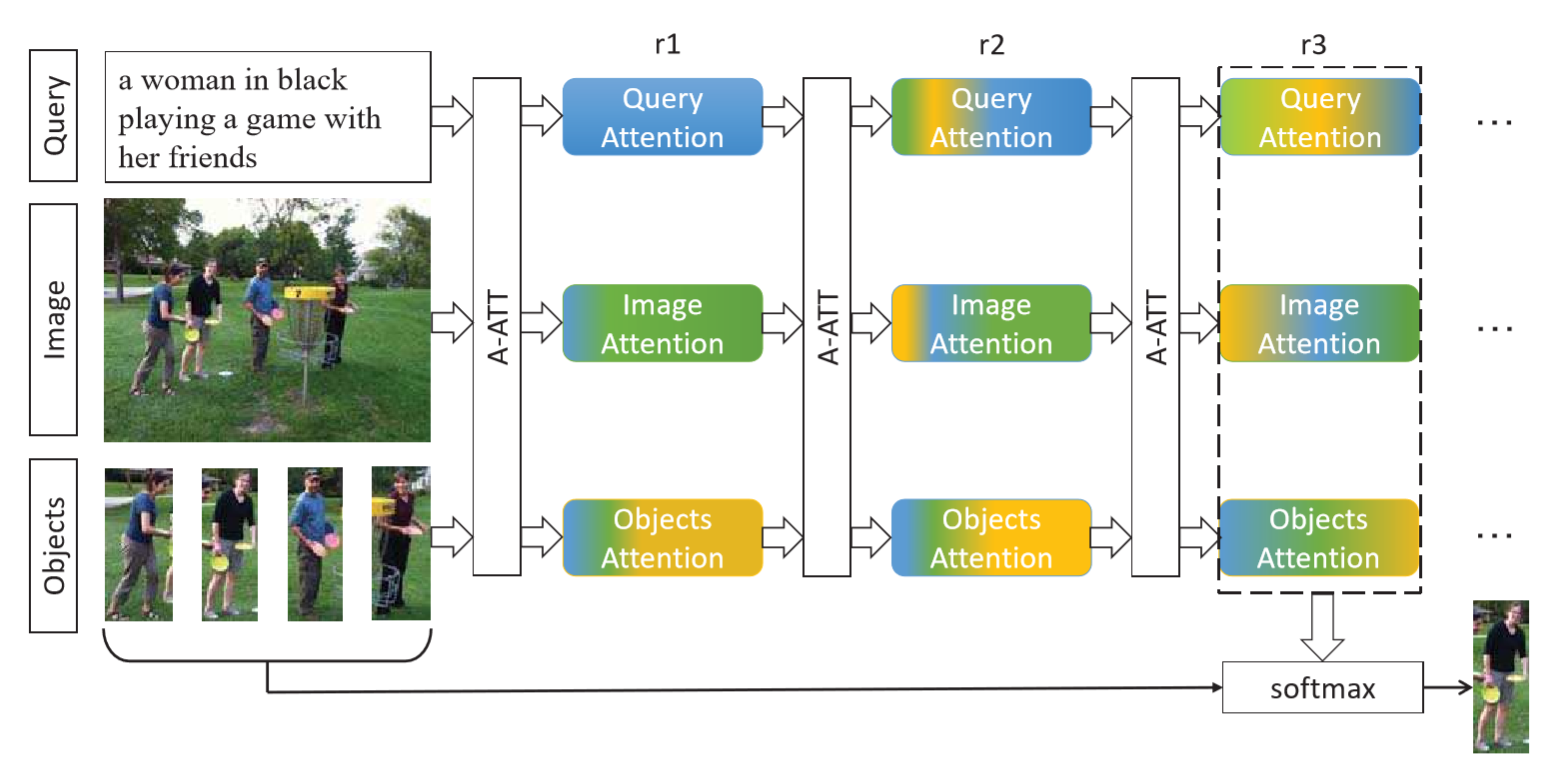 r1
r2
r3
Query
a woman in black
playing a game with
her friends
A-ATT
Query
Attention
A-ATT
Query
Attention
A-ATT
Query
Attention
...
Image
Image
Attention
Image
Attention
Image
Attention
...
Objects
Objects
Attention
Objects
Attention
Objects
Attention
...
softmax